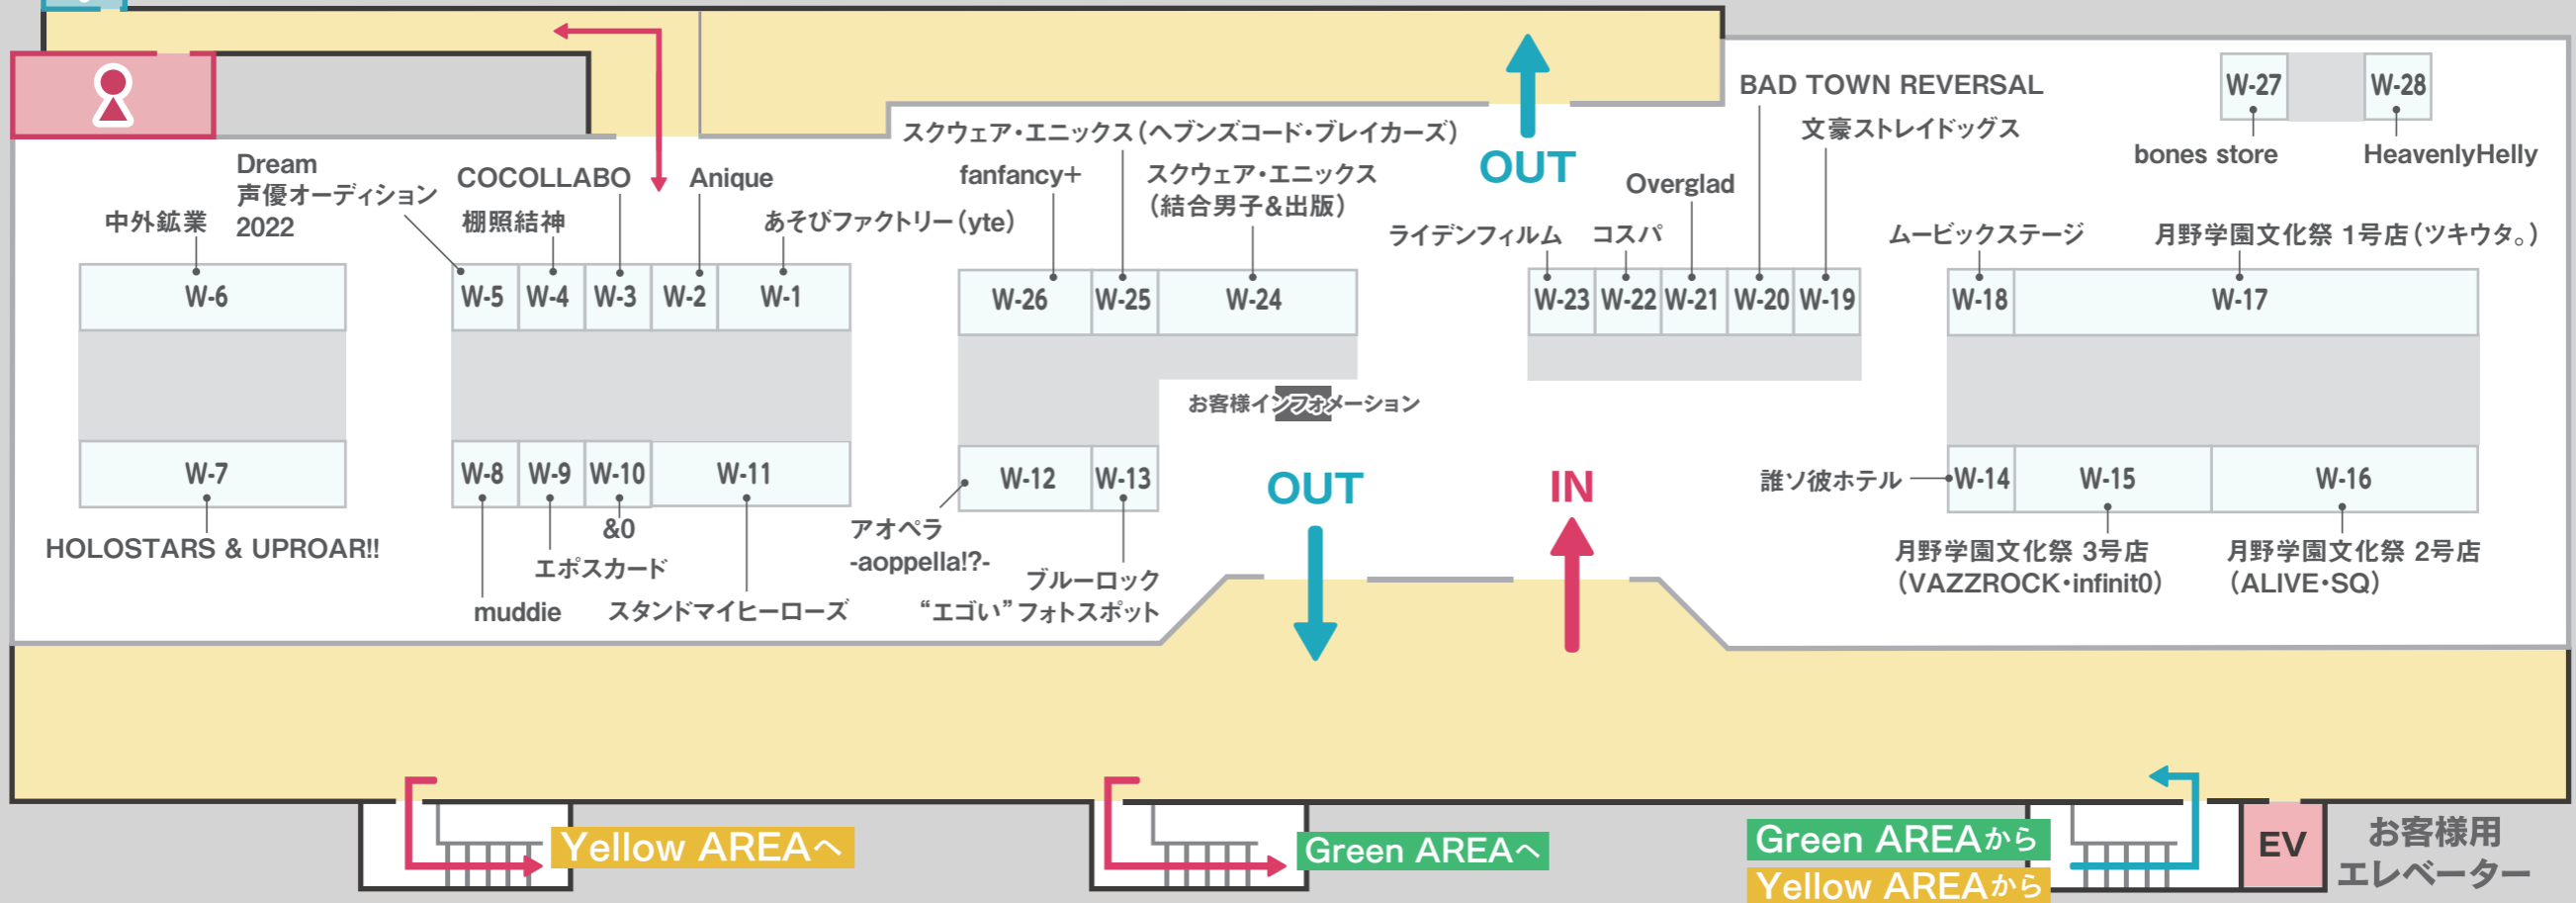 BAD TOWN REVERSAL
W-27
W-28
スクウェア・エニックス(ヘブンズコード・ブレイカーズ)
文豪ストレイドッグス
bones store
HeavenlyHelly
OUT
Dream
声優オーディション
2022
COCOLLABO
Anique
fanfancy+
スクウェア・エニックス
(結合男子&出版)
Overglad
中外鉱業
棚照結神
あそびファクトリー(yte)
ライデンフィルム
コスパ
ムービックステージ
月野学園文化祭 1号店(ツキウタ。)
W-6
W-5
W-4
W-3
W-2
W-1
W-26
W-25
W-24
W-23
W-22
W-21
W-20
W-19
W-18
W-17
お客様インフォメーション
W-7
W-8
W-9
W-10
W-11
W-12
W-13
OUT
IN
誰ソ彼ホテル
W-14
W-15
W-16
HOLOSTARS & UPROAR!!
&0
エポスカード
muddie
スタンドマイヒーローズ
アオペラ
-aoppella!?-
ブルーロック
“エゴい”フォトスポット
月野学園文化祭 3号店
(VAZZROCK・infinit0)
月野学園文化祭 2号店
(ALIVE・SQ)
Yellow AREAへ
Green AREAへ
Green AREAから
Yellow AREAから
EV
お客様用
エレベーター